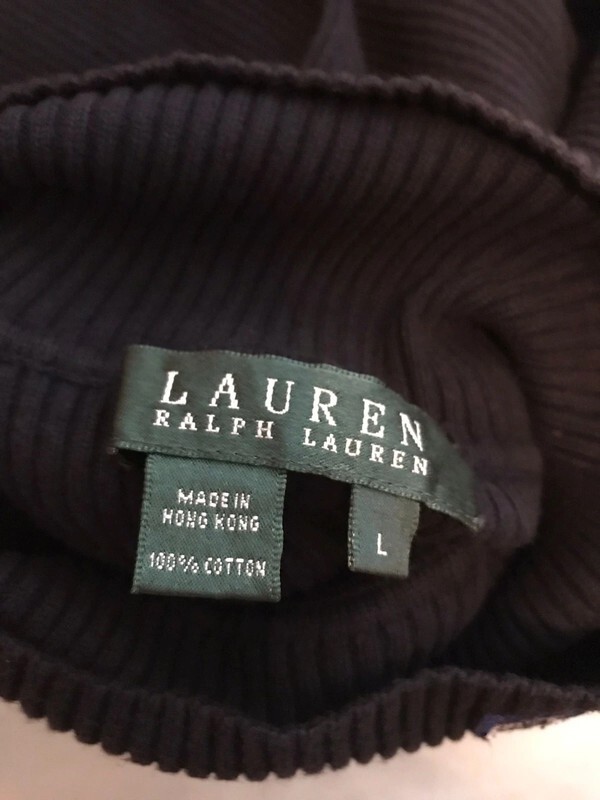 LAUREN
RALPH LAUREN
MADE IN
HONG KONG
100% COTTON
L